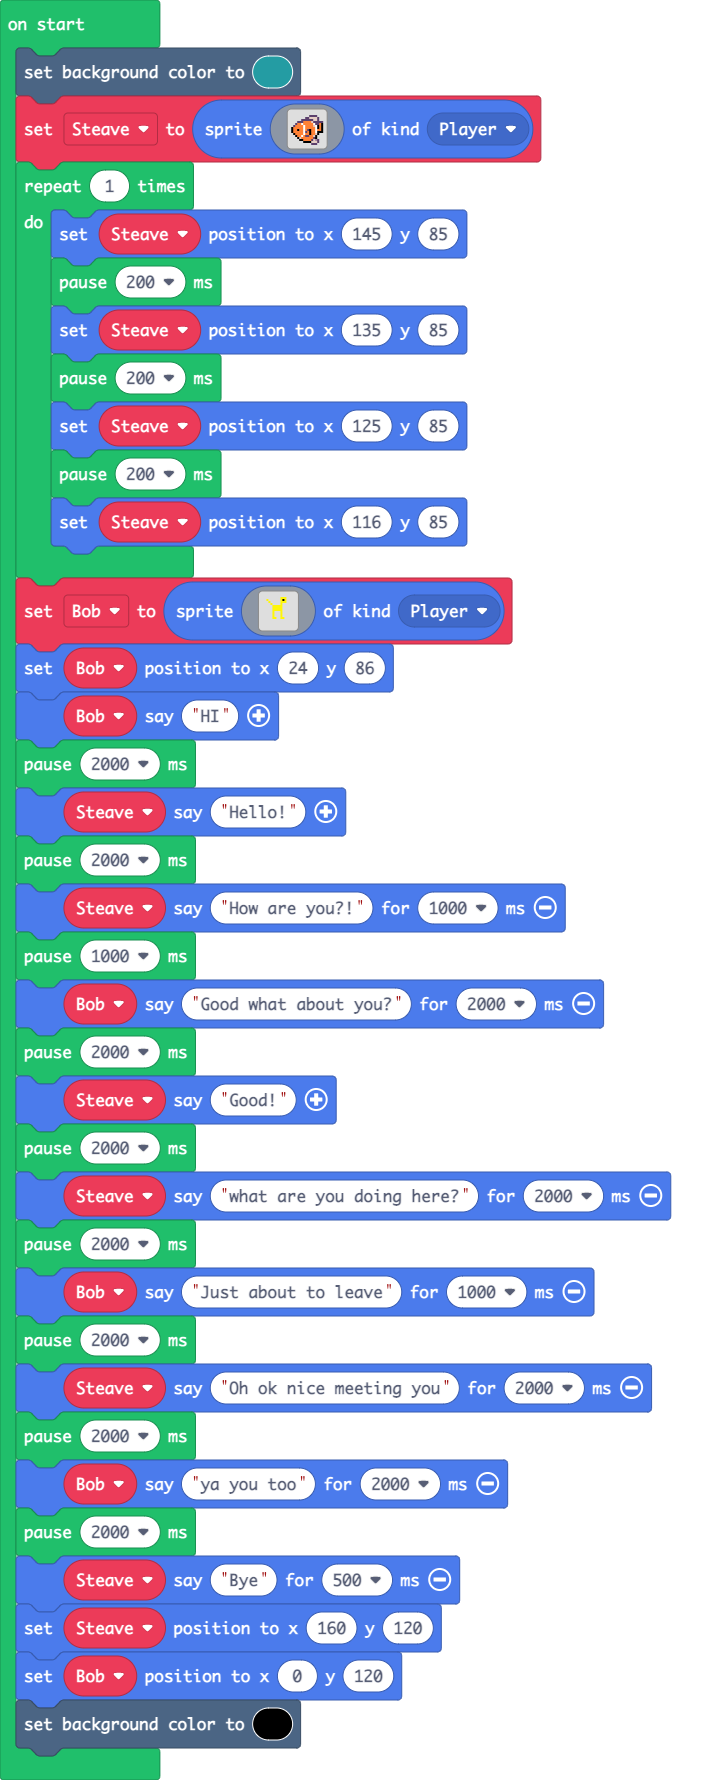 on start
set background color to
set Steave to sprite of kind Player
repeat 1 times
do
set Steave position to x 145 y 85
pause 200 ms
set Steave position to x 135 y 85
pause 200 ms
set Steave position to x 125 y 85
pause 200 ms
set Steave position to x 116 y 85
set Bob to sprite of kind Player
set Bob position to x 24 y 86
Bob say "HI"
pause 2000 ms
Steave say "Hello!"
pause 2000 ms
Steave say "How are you?!" for 1000 ms
pause 1000 ms
Bob say "Good what about you?" for 2000 ms
pause 2000 ms
Steave say "Good!"
pause 2000 ms
Steave say "what are you doing here?" for 2000 ms
pause 2000 ms
Bob say "Just about to leave" for 1000 ms
pause 2000 ms
Steave say "Oh ok nice meeting you" for 2000 ms
pause 2000 ms
Bob say "ya you too" for 2000 ms
pause 2000 ms
Steave say "Bye" for 500 ms
set Steave position to x 160 y 120
set Bob position to x 0 y 120
set background color to